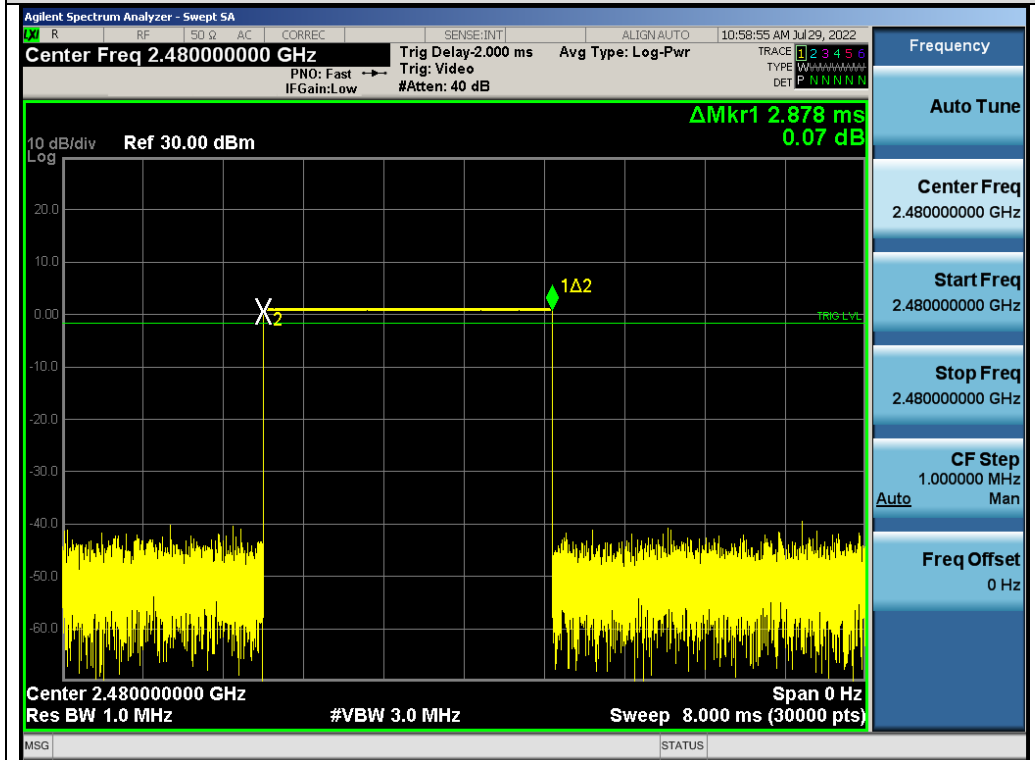 Agilent Spectrum Analyzer - Swept SA
LXI R RF 50 Ω AC CORREC SENSE:INT ALIGN AUTO 10:58:55 AM Jul 29, 2022
Center Freq 2.480000000 GHz Trig Delay-2.000 ms Avg Type: Log-Pwr TRACE 1 2 3 4 5 6
PNO: Fast Trig: Video TYPE WWWWWW
IFGain:Low #Atten: 40 dB DET P N N N N N
ΔMkr1 2.878 ms
10 dB/div Ref 30.00 dBm 0.07 dB
Log
20.0
10.0
1Δ2
0.00 2 TRIG LVL
-10.0
-20.0
-30.0
-40.0
-50.0
-60.0
Center 2.480000000 GHz Span 0 Hz
Res BW 1.0 MHz #VBW 3.0 MHz Sweep 8.000 ms (30000 pts)
MSG STATUS
Frequency
Auto Tune
Center Freq
2.480000000 GHz
Start Freq
2.480000000 GHz
Stop Freq
2.480000000 GHz
CF Step
1.000000 MHz
Auto Man
Freq Offset
0 Hz